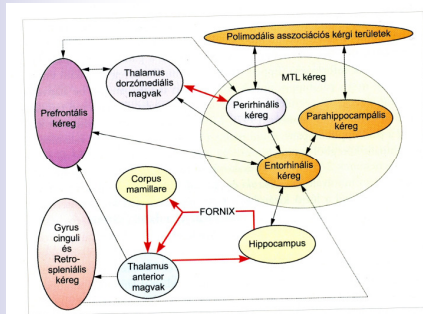 Polimodális asszociációs kérgi területek
MTL kéreg
Thalamus
dorzómediális
magvak
Perirhinális
kéreg
Parahippocampális
kéreg
Prefrontális
kéreg
Entorhinális
kéreg
Corpus
mamillare
FORNIX
Hippocampus
Gyrus
cinguli
és
Retro-
spleniális
kéreg
Thalamus
anterior
magvak